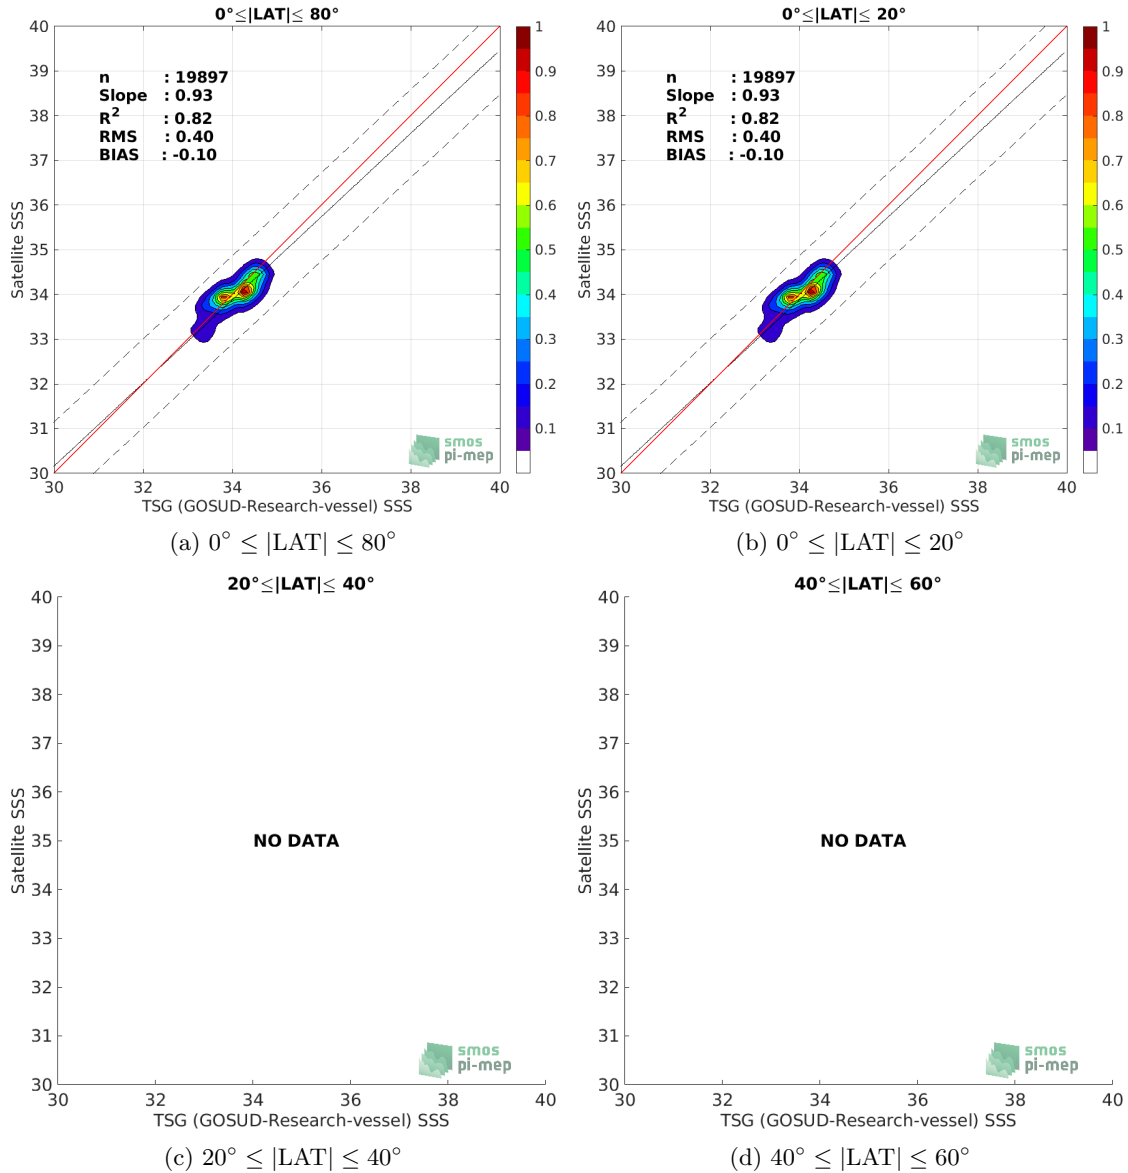 0°≤|LAT|≤ 80°
40
39
38
37
36
35
34
33
32
31
30
Satellite SSS
n : 19897
Slope : 0.93
R2 : 0.82
RMS : 0.40
BIAS : -0.10
1
0.9
0.8
0.7
0.6
0.5
0.4
0.3
0.2
0.1
smos
pi-mep
30 32 34 36 38 40
TSG (GOSUD-Research-vessel) SSS
(a) 0° ≤ |LAT| ≤ 80°
0°≤|LAT|≤ 20°
40
39
38
37
36
35
34
33
32
31
30
Satellite SSS
n : 19897
Slope : 0.93
R2 : 0.82
RMS : 0.40
BIAS : -0.10
1
0.9
0.8
0.7
0.6
0.5
0.4
0.3
0.2
0.1
smos
pi-mep
30 32 34 36 38 40
TSG (GOSUD-Research-vessel) SSS
(b) 0° ≤ |LAT| ≤ 20°
20°≤|LAT|≤ 40°
40
39
38
37
36
35
34
33
32
31
30
Satellite SSS
NO DATA
smos
pi-mep
30 32 34 36 38 40
TSG (GOSUD-Research-vessel) SSS
(c) 20° ≤ |LAT| ≤ 40°
40°≤|LAT|≤ 60°
40
39
38
37
36
35
34
33
32
31
30
Satellite SSS
NO DATA
smos
pi-mep
30 32 34 36 38 40
TSG (GOSUD-Research-vessel) SSS
(d) 40° ≤ |LAT| ≤ 60°